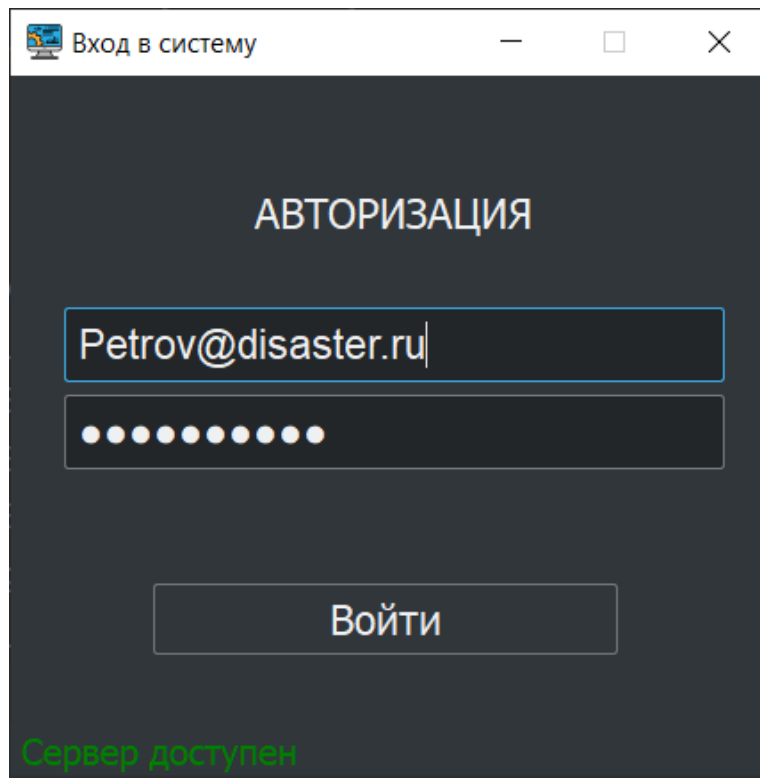 Вход в систему
АВТОРИЗАЦИЯ
Petrov@disaster.ru
●●●●●●●●●●
Войти
Сервер доступен